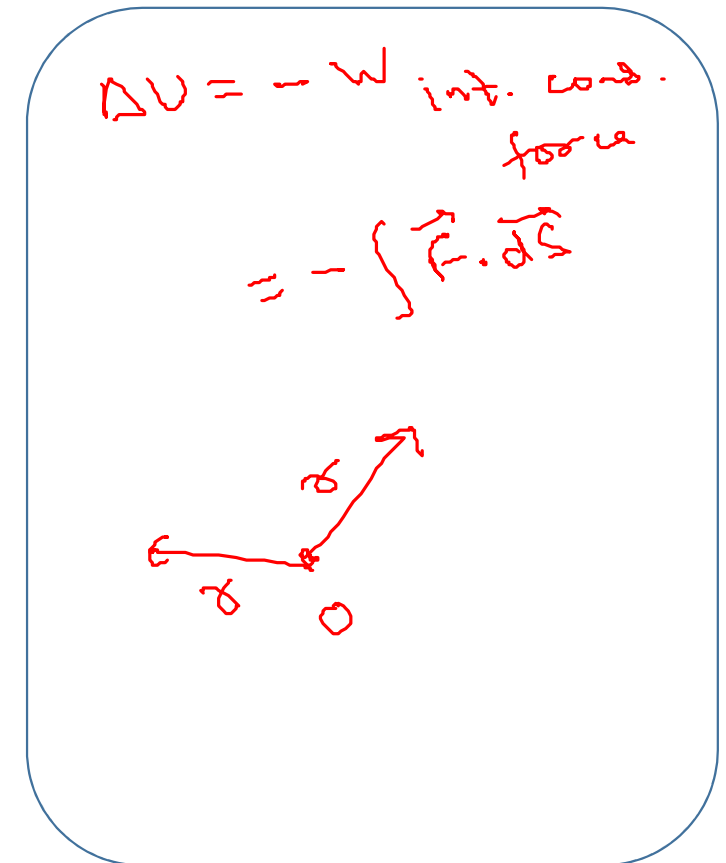 ΔU = - W int. cons.
force
= - ∫ F⃗ . dS⃗
r
r
O